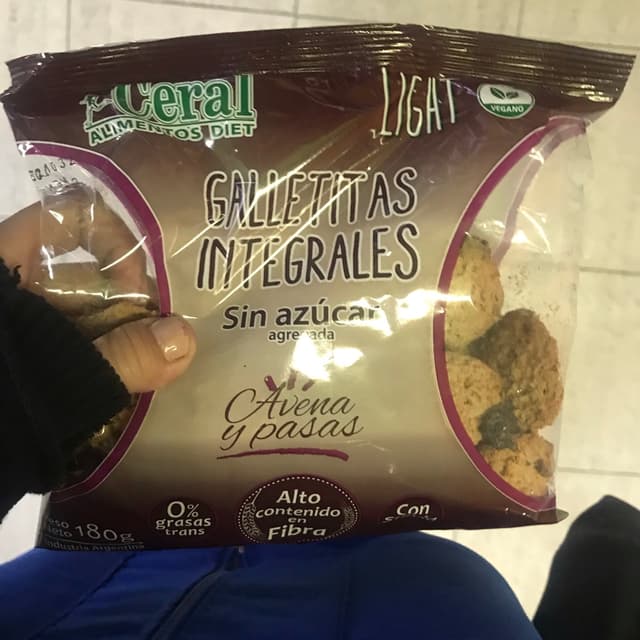 Ceral
ALIMENTOS DIET
LIGHT
VEGANO
GALLETITAS
INTEGRALES
Sin azúcar
agregada
Avena
y pasas
0%
grasas
trans
Alto
contenido
en
Fibra
Con
180g
Industria Argentina